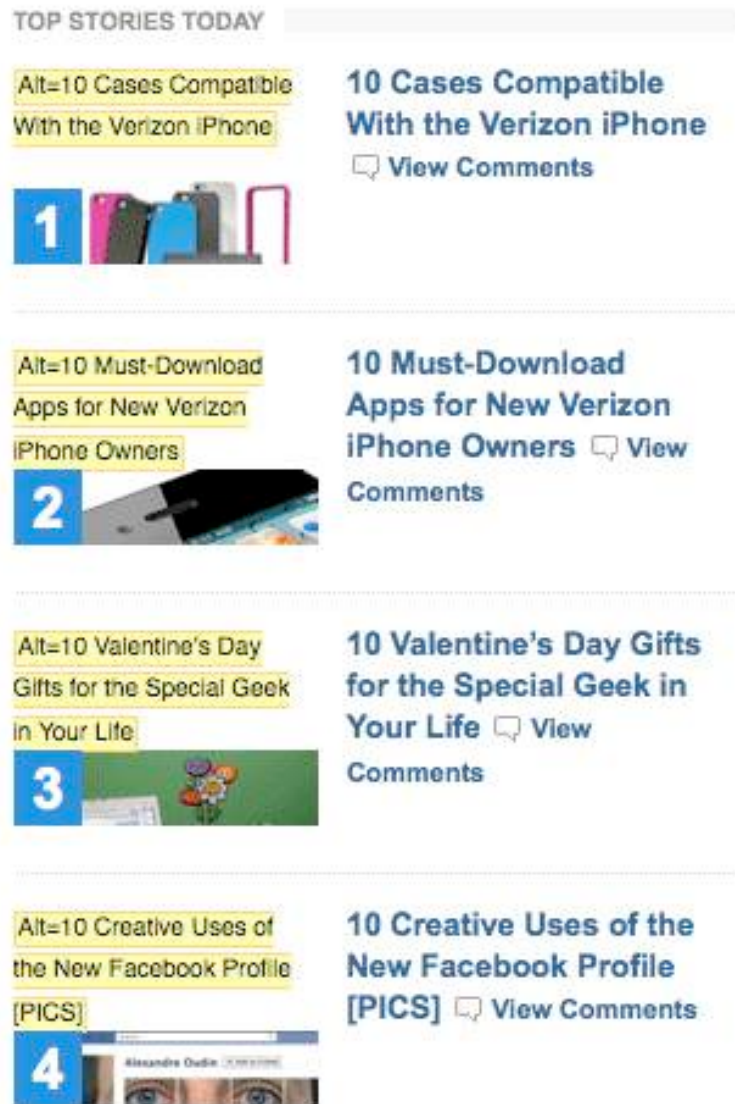 TOP STORIES TODAY
Alt=10 Cases Compatible
With the Verizon iPhone
1
10 Cases Compatible
With the Verizon iPhone
View Comments
Alt=10 Must-Download
Apps for New Verizon
iPhone Owners
2
10 Must-Download
Apps for New Verizon
iPhone Owners View
Comments
Alt=10 Valentine's Day
Gifts for the Special Geek
in Your Life
3
10 Valentine's Day Gifts
for the Special Geek in
Your Life View
Comments
Alt=10 Creative Uses of
the New Facebook Profile
[PICS]
4
Alexandre Oudin
10 Creative Uses of the
New Facebook Profile
[PICS] View Comments